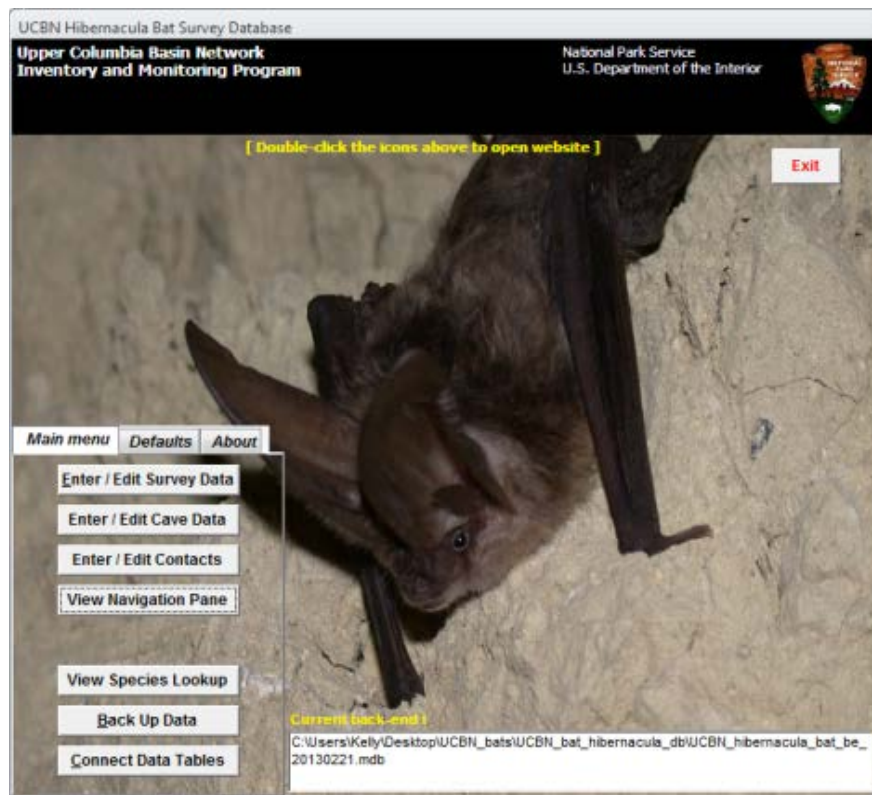 UCBN Hibernacula Bat Survey Database
Upper Columbia Basin Network
Inventory and Monitoring Program
National Park Service
U.S. Department of the Interior
NATIONAL
PARK
SERVICE
[ Double-click the icons above to open website ]
Exit
Main menu
Defaults
About
Enter / Edit Survey Data
Enter / Edit Cave Data
Enter / Edit Contacts
View Navigation Pane
View Species Lookup
Back Up Data
Connect Data Tables
Current back-end !
C:\Users\Kelly\Desktop\UCBN_bats\UCBN_bat_hibernacula_db\UCBN_hibernacula_bat_be_
20130221.mdb